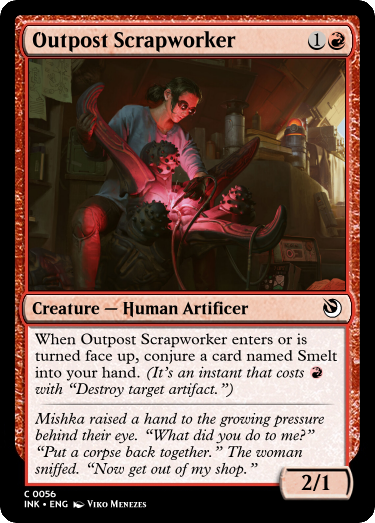 Outpost Scrapworker 1
Creature — Human Artificer
When Outpost Scrapworker enters or is
turned face up, conjure a card named Smelt
into your hand. (It's an instant that costs
with “Destroy target artifact.”)
Mishka raised a hand to the growing pressure
behind their eye. “What did you do to me?”
“Put a corpse back together.” The woman
sniffed. “Now get out of my shop.”
2/1
C 0056
INK • ENG Viko Menezes